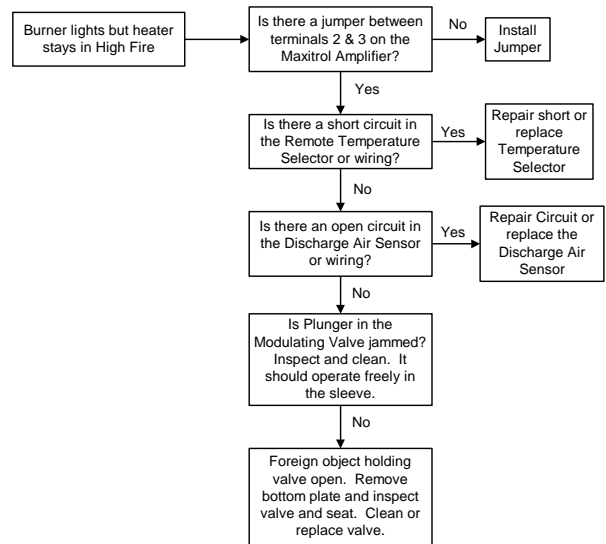 Burner lights but heater
stays in High Fire
Is there a jumper between
terminals 2 & 3 on the
Maxitrol Amplifier?
No
Install
Jumper
Yes
Is there a short circuit in
the Remote Temperature
Selector or wiring?
Yes
Repair short or
replace
Temperature
Selector
No
Is there an open circuit in
the Discharge Air Sensor
or wiring?
Yes
Repair Circuit or
replace the
Discharge Air
Sensor
No
Is Plunger in the
Modulating Valve jammed?
Inspect and clean. It
should operate freely in
the sleeve.
No
Foreign object holding
valve open. Remove
bottom plate and inspect
valve and seat. Clean or
replace valve.